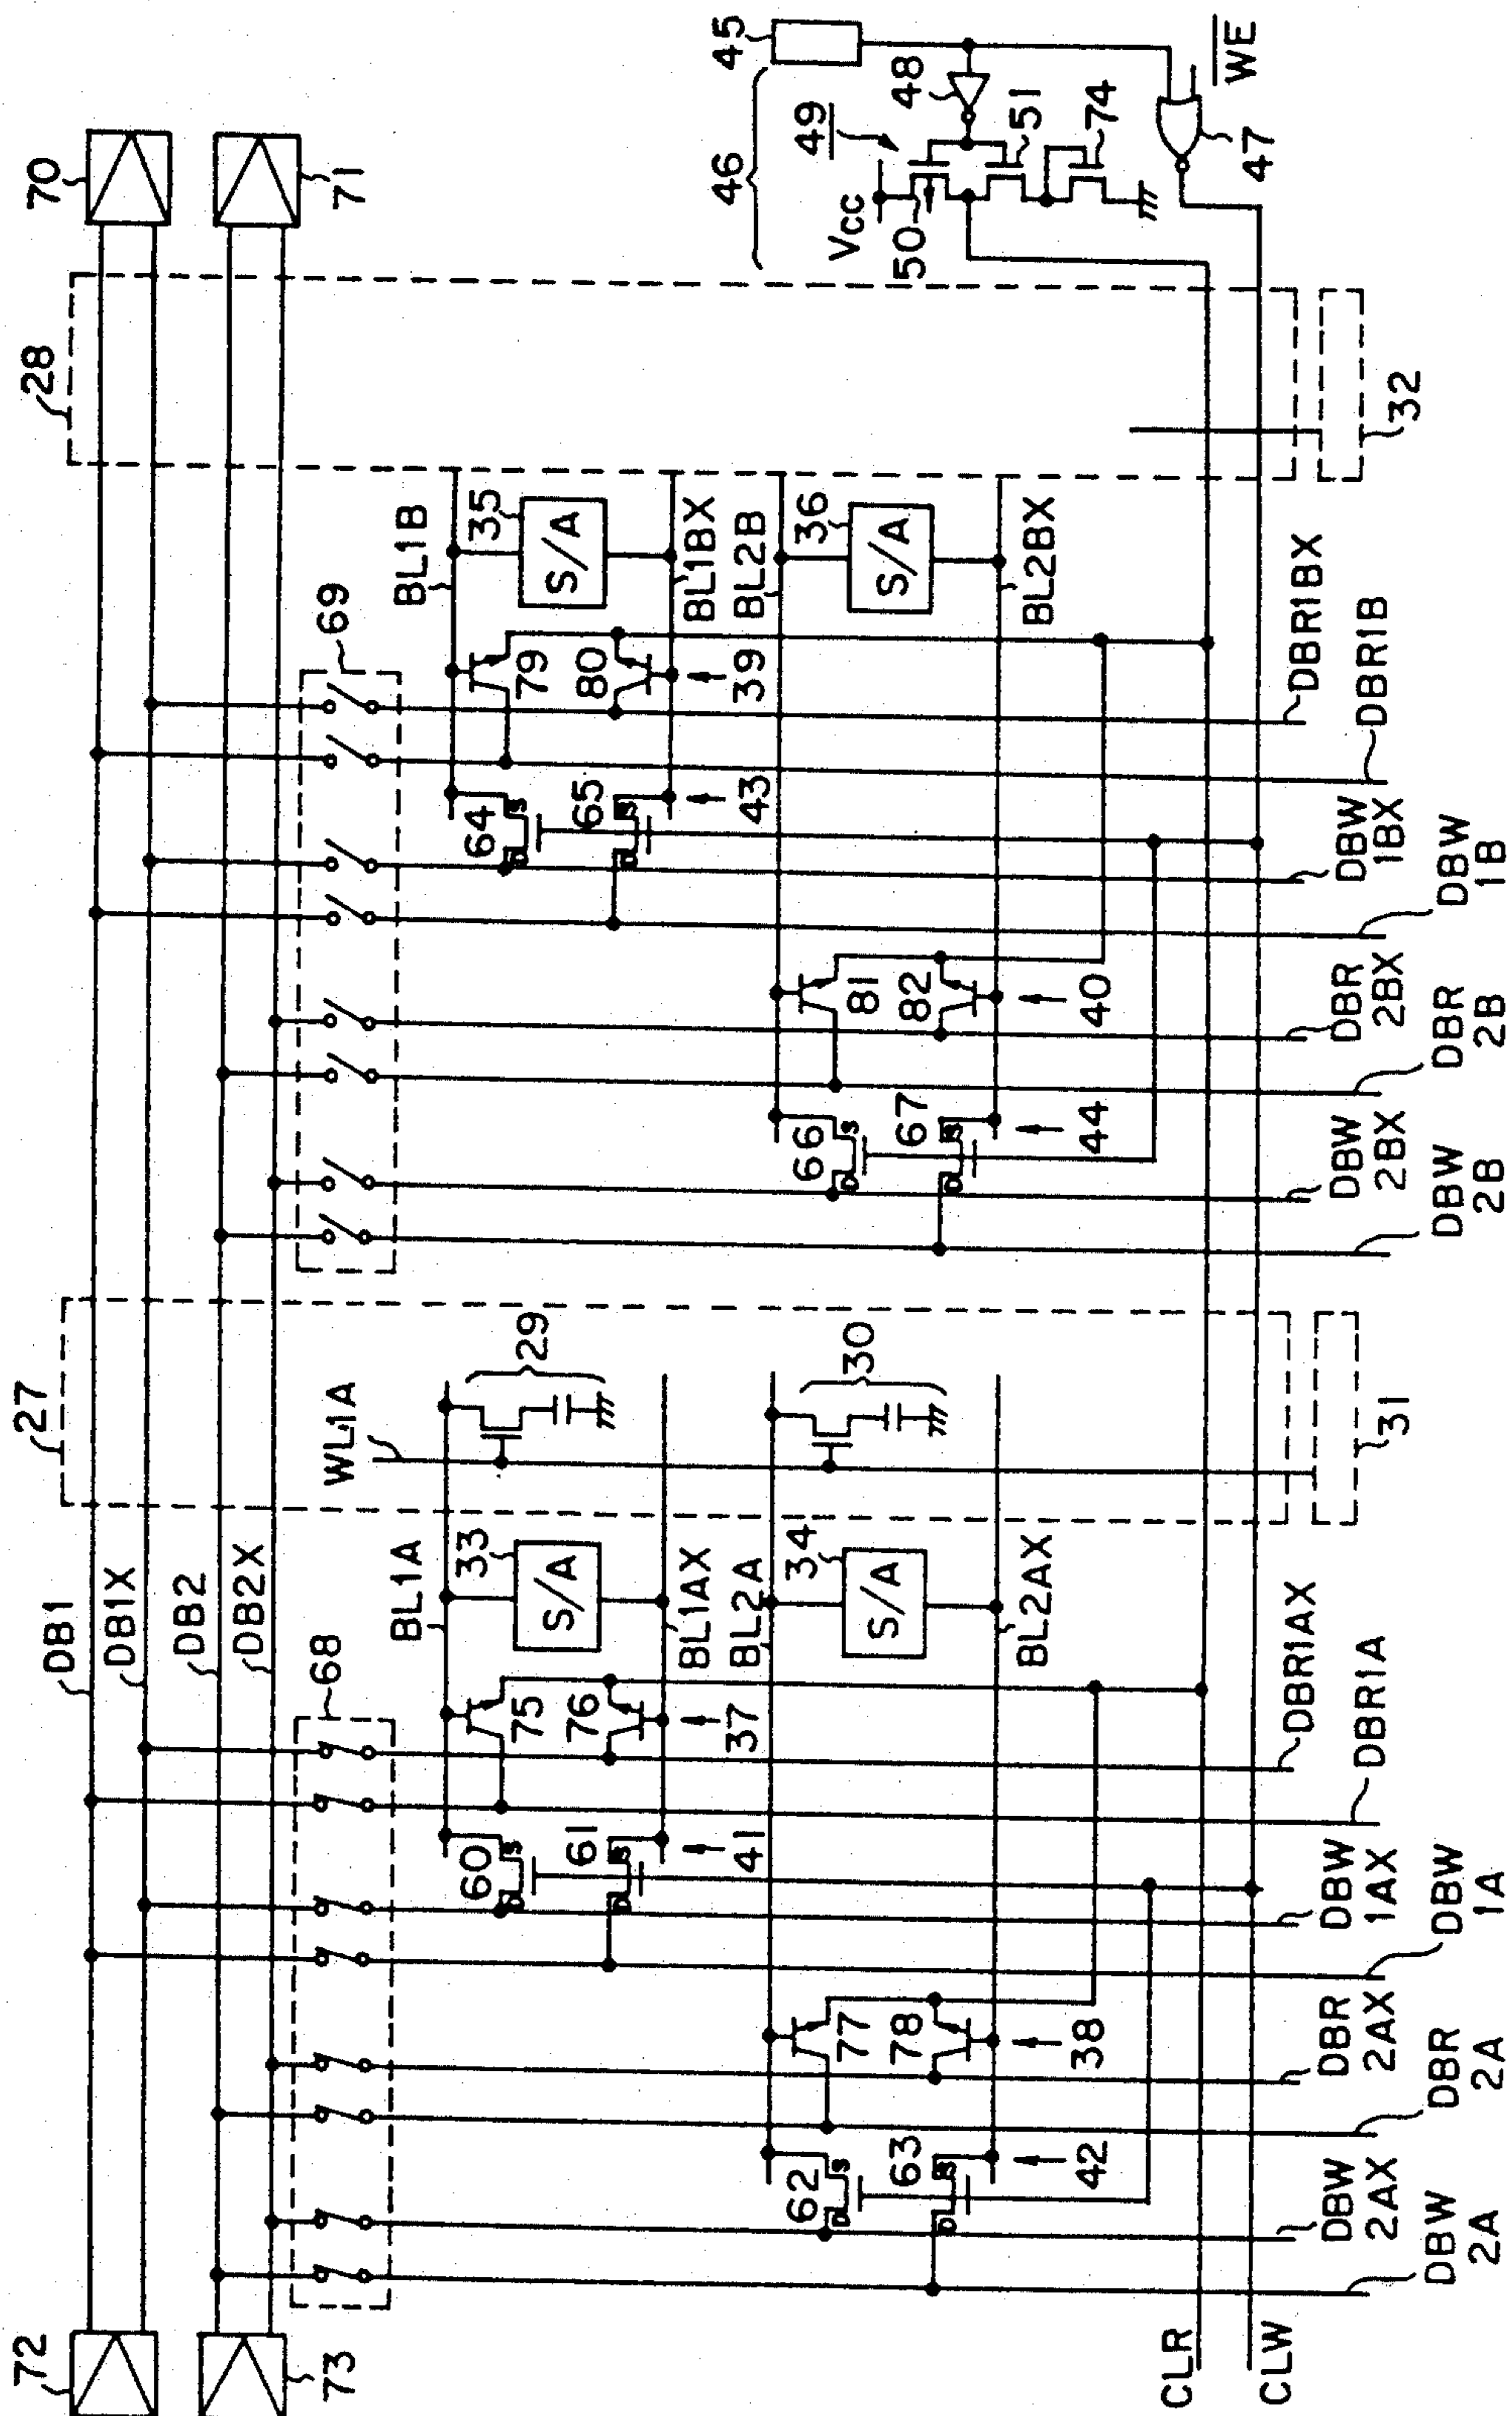 70
71
72
73
28
27
DB1
DB1X
DB2
DB2X
45
46
48
49
50
51
74
VCC
WE
47
69
68
BL1B
35
S/A
BL1BX
BL2B
36
S/A
BL2BX
79
80
39
64
S
D
65
S
D
43
81
82
40
66
S
D
67
S
D
44
32
DBR1BX
DBR1B
DBW
1BX
DBW
1B
DBR
2BX
DBR
2B
DBW
2BX
DBW
2B
WL1A
29
30
31
BL1A
33
S/A
BL1AX
BL2A
34
S/A
BL2AX
75
76
37
60
S
D
61
S
D
41
77
78
38
62
S
D
63
S
D
42
DBR1AX
DBR1A
DBW
1AX
DBW
1A
DBR
2AX
DBR
2A
DBW
2AX
DBW
2A
CLR
CLW